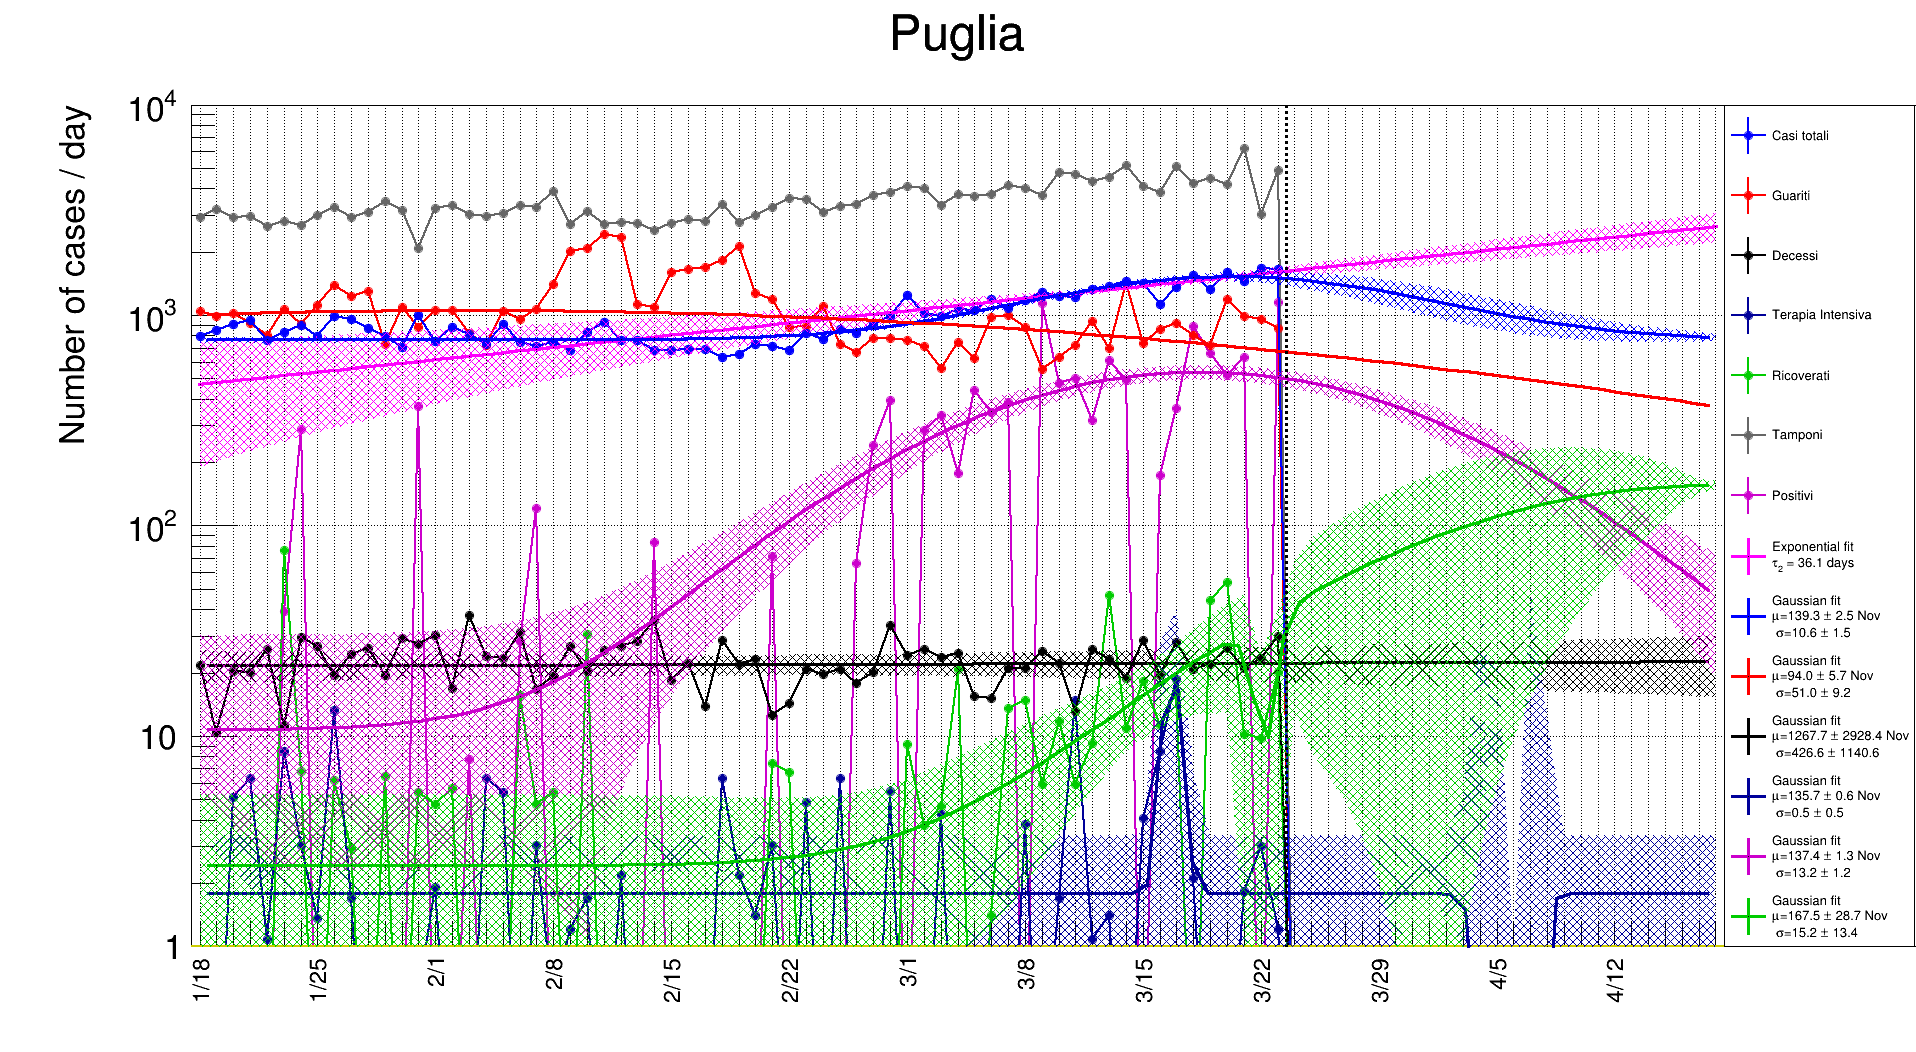 Puglia
Number of cases / day
10^4
10^3
10^2
10
1
1/18
1/25
2/1
2/8
2/15
2/22
3/1
3/8
3/15
3/22
3/29
4/5
4/12
Casi totali
Guariti
Decessi
Terapia Intensiva
Ricoverati
Tamponi
Positivi
Exponential fit
τ2 = 36.1 days
Gaussian fit
μ=139.3 ± 2.5 Nov
σ=10.6 ± 1.5
Gaussian fit
μ=94.0 ± 5.7 Nov
σ=51.0 ± 9.2
Gaussian fit
μ=1267.7 ± 2928.4 Nov
σ=426.6 ± 1140.6
Gaussian fit
μ=135.7 ± 0.6 Nov
σ=0.5 ± 0.5
Gaussian fit
μ=137.4 ± 1.3 Nov
σ=13.2 ± 1.2
Gaussian fit
μ=167.5 ± 28.7 Nov
σ=15.2 ± 13.4